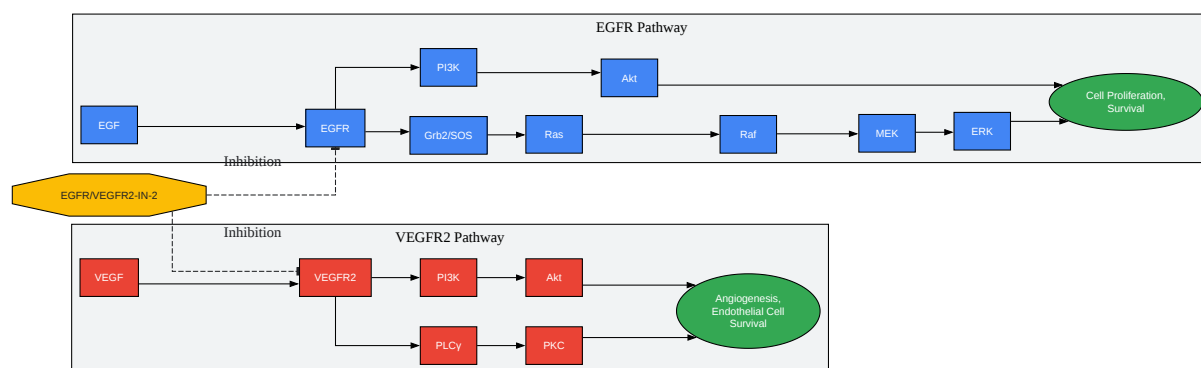 EGFR Pathway
PI3K
Akt
EGF
EGFR
Grb2/SOS
Ras
Raf
MEK
ERK
Cell Proliferation,
Survival
Inhibition
EGFR/VEGFR2-IN-2
Inhibition
VEGFR2 Pathway
VEGF
VEGFR2
PI3K
Akt
PLCγ
PKC
Angiogenesis,
Endothelial Cell
Survival